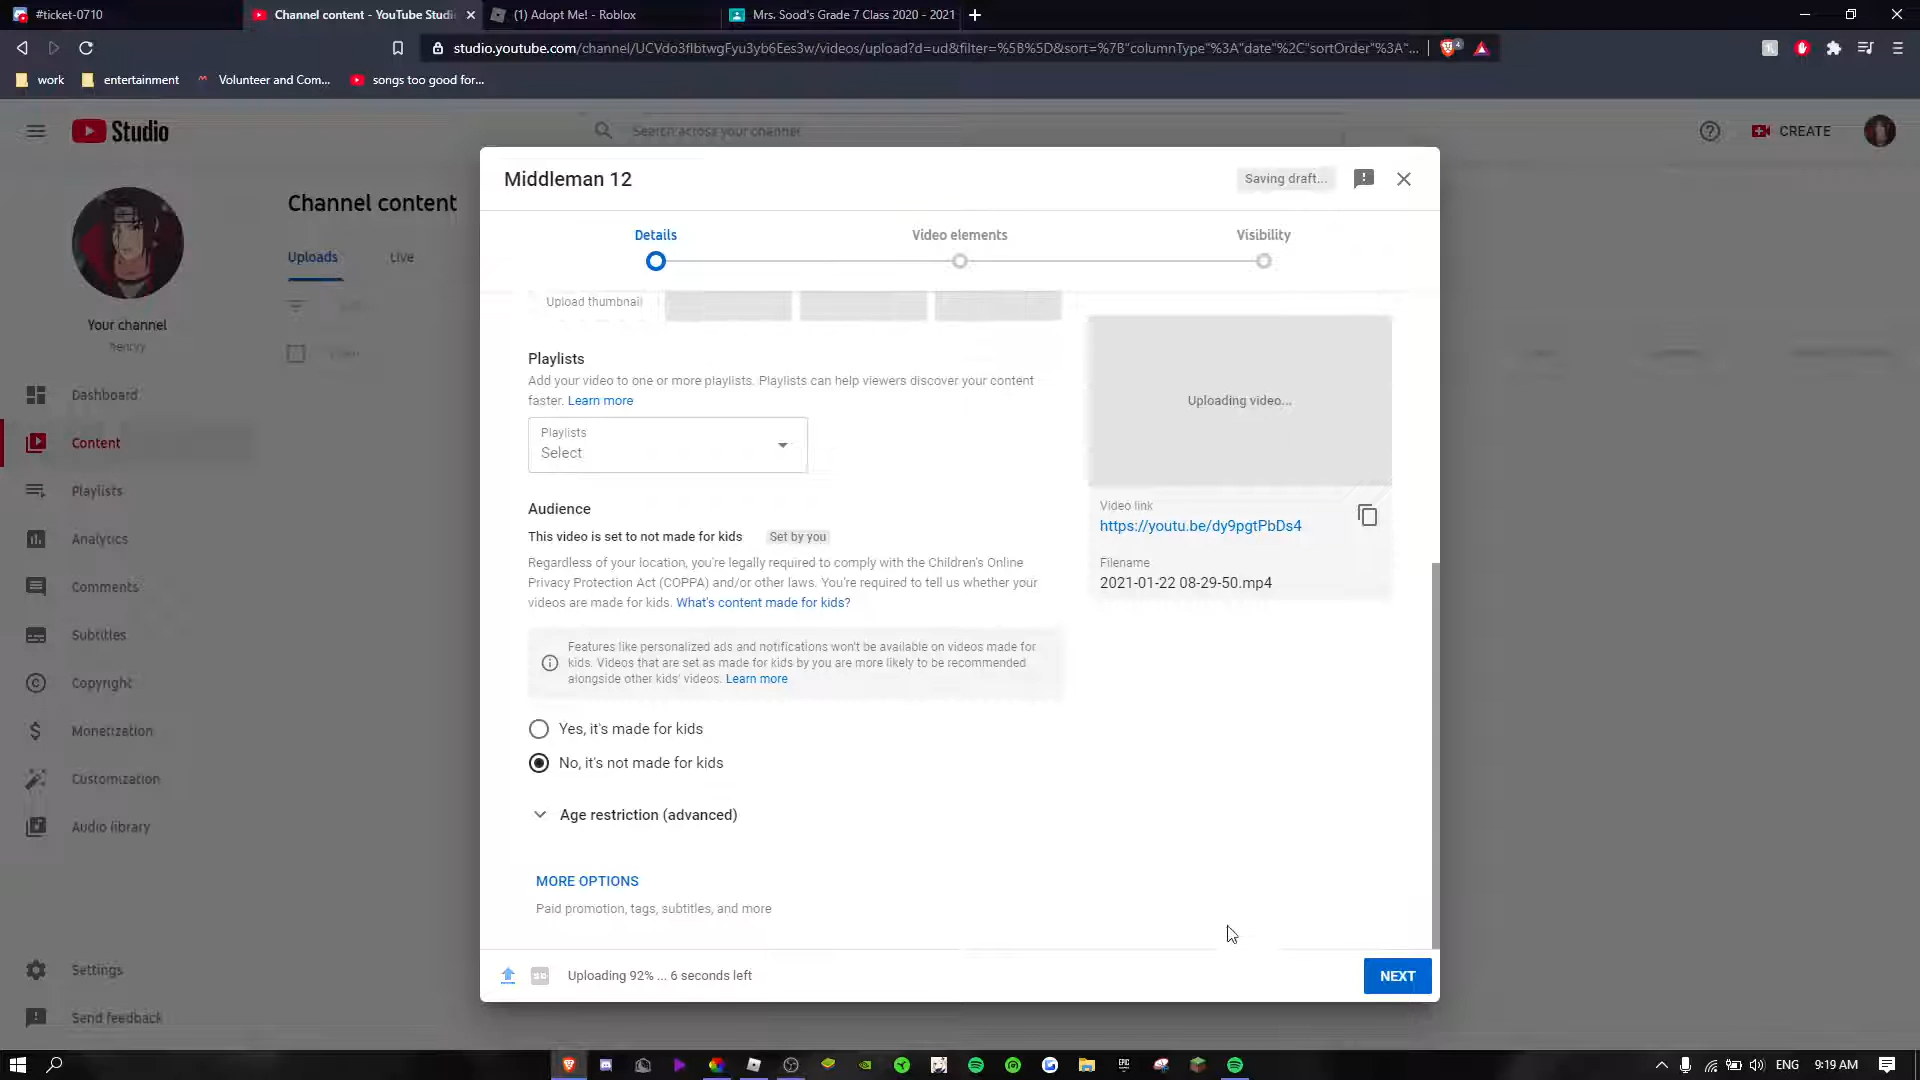 #ticket-0710
Channel content - YouTube Studi
(1) Adopt Me! - Roblox
Mrs. Sood's Grade 7 Class 2020 - 2021
studio.youtube.com/channel/UCVdo3flbtwgFyu3yb6Ees3w/videos/upload?d=ud&filter=%5B%5D&sort=%7B"columnType"%3A"date"%2C"sortOrder"%3A"...
4
work
entertainment
Volunteer and Com...
songs too good for...
Studio
Search across your channel
CREATE
Middleman 12
Saving draft...
Channel content
Details
Video elements
Visibility
Uploads
Live
Upload thumbnail
Your channel
henryy
Playlists
Add your video to one or more playlists. Playlists can help viewers discover your content
faster. Learn more
Uploading video...
Playlists
Select
Dashboard
Content
Playlists
Analytics
Comments
Subtitles
Copyright
Monetization
Customization
Audio library
Settings
Send feedback
Audience
This video is set to not made for kids
Set by you
Regardless of your location, you're legally required to comply with the Children's Online
Privacy Protection Act (COPPA) and/or other laws. You're required to tell us whether your
videos are made for kids. What's content made for kids?
Video link
https://youtu.be/dy9pgtPbDs4
Filename
2021-01-22 08-29-50.mp4
Features like personalized ads and notifications won't be available on videos made for
kids. Videos that are set as made for kids by you are more likely to be recommended
alongside other kids' videos. Learn more
Yes, it's made for kids
No, it's not made for kids
Age restriction (advanced)
MORE OPTIONS
Paid promotion, tags, subtitles, and more
Uploading 92% ... 6 seconds left
NEXT
ENG
9:19 AM